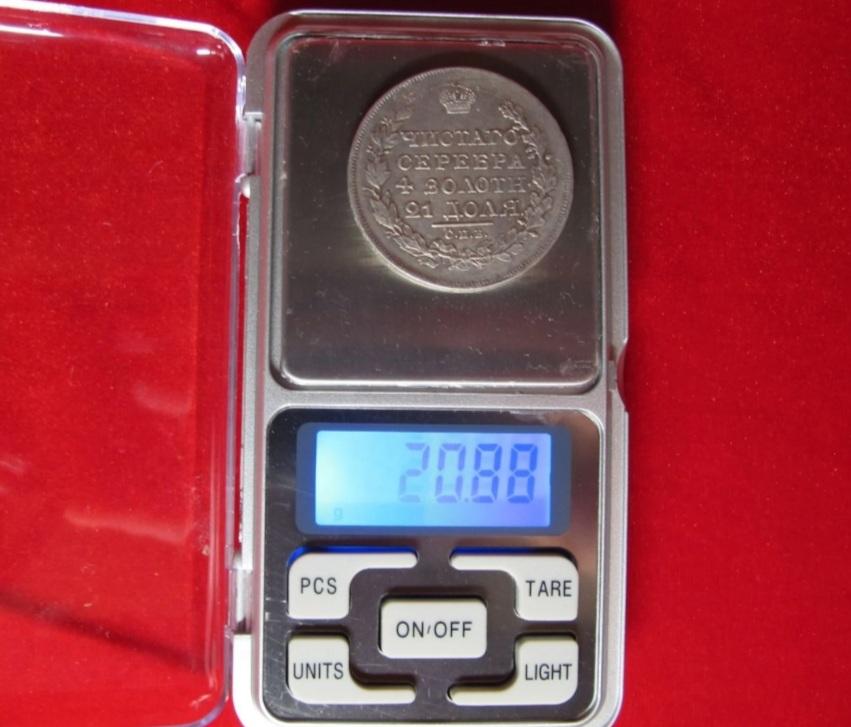 ЧИСТАГО
СЕРЕБРА
4 ЗОЛОТН
21 ДОЛЯ
С.П.Б.
20.88
g
PCS
TARE
ON/OFF
UNITS
LIGHT